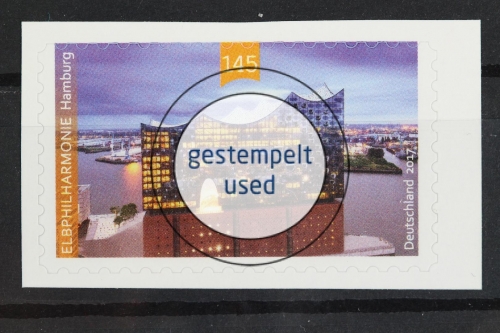 145
ELBPHILHARMONIE Hamburg
gestempelt
used
Deutschland 2017